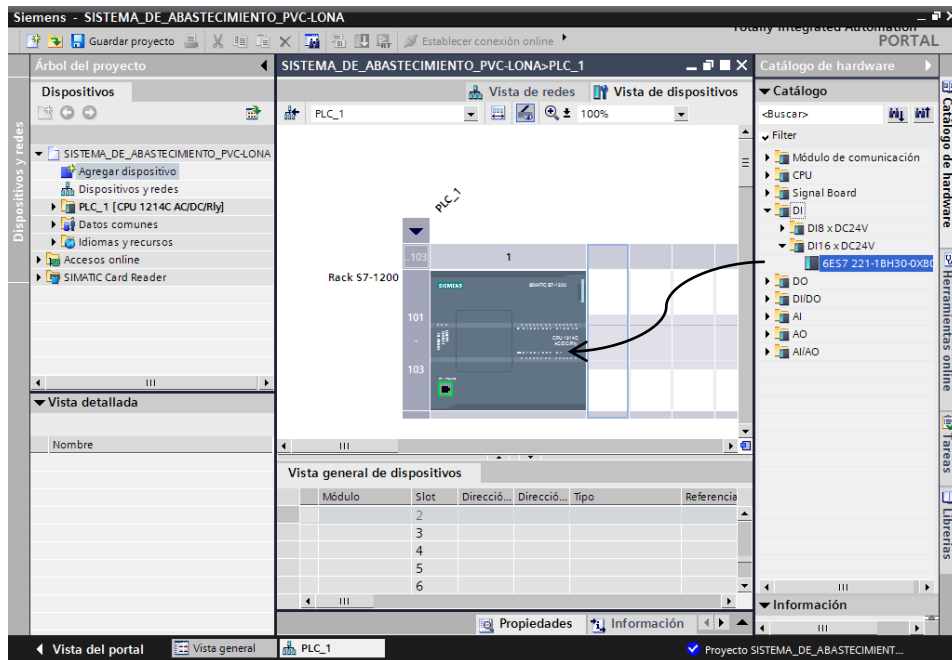 Siemens - SISTEMA_DE_ABASTECIMIENTO_PVC-LONA
Totally Integrated Automation
PORTAL
Guardar proyecto
Establecer conexión online
Árbol del proyecto
SISTEMA_DE_ABASTECIMIENTO_PVC-LONA>PLC_1
Catálogo de hardware
Dispositivos
Vista de redes
Vista de dispositivos
Catálogo
PLC_1
100%
<Buscar>
Filter
SISTEMA_DE_ABASTECIMIENTO_PVC-LONA
Agregar dispositivo
Dispositivos y redes
PLC_1 [CPU 1214C AC/DC/Rly]
Datos comunes
Idiomas y recursos
Accesos online
SIMATIC Card Reader
PLC_1
..103
1
Rack S7-1200
SIEMENS
SIMATIC S7-1200
101
-
103
CPU 1214C
AC/DC/Rly
Módulo de comunicación
CPU
Signal Board
DI
DI8 x DC24V
DI16 x DC24V
6ES7 221-1BH30-0XB0
DO
DI/DO
AI
AO
AI/AO
Vista detallada
Nombre
Vista general de dispositivos
Módulo
Slot
Direcció...
Direcció...
Tipo
Referencia
2
3
4
5
6
Información
Propiedades
Información
Vista del portal
Vista general
PLC_1
Proyecto SISTEMA_DE_ABASTECIMIENT...
Dispositivos y redes
Catálogo de hardware
Herramientas online
Tareas
Librerías